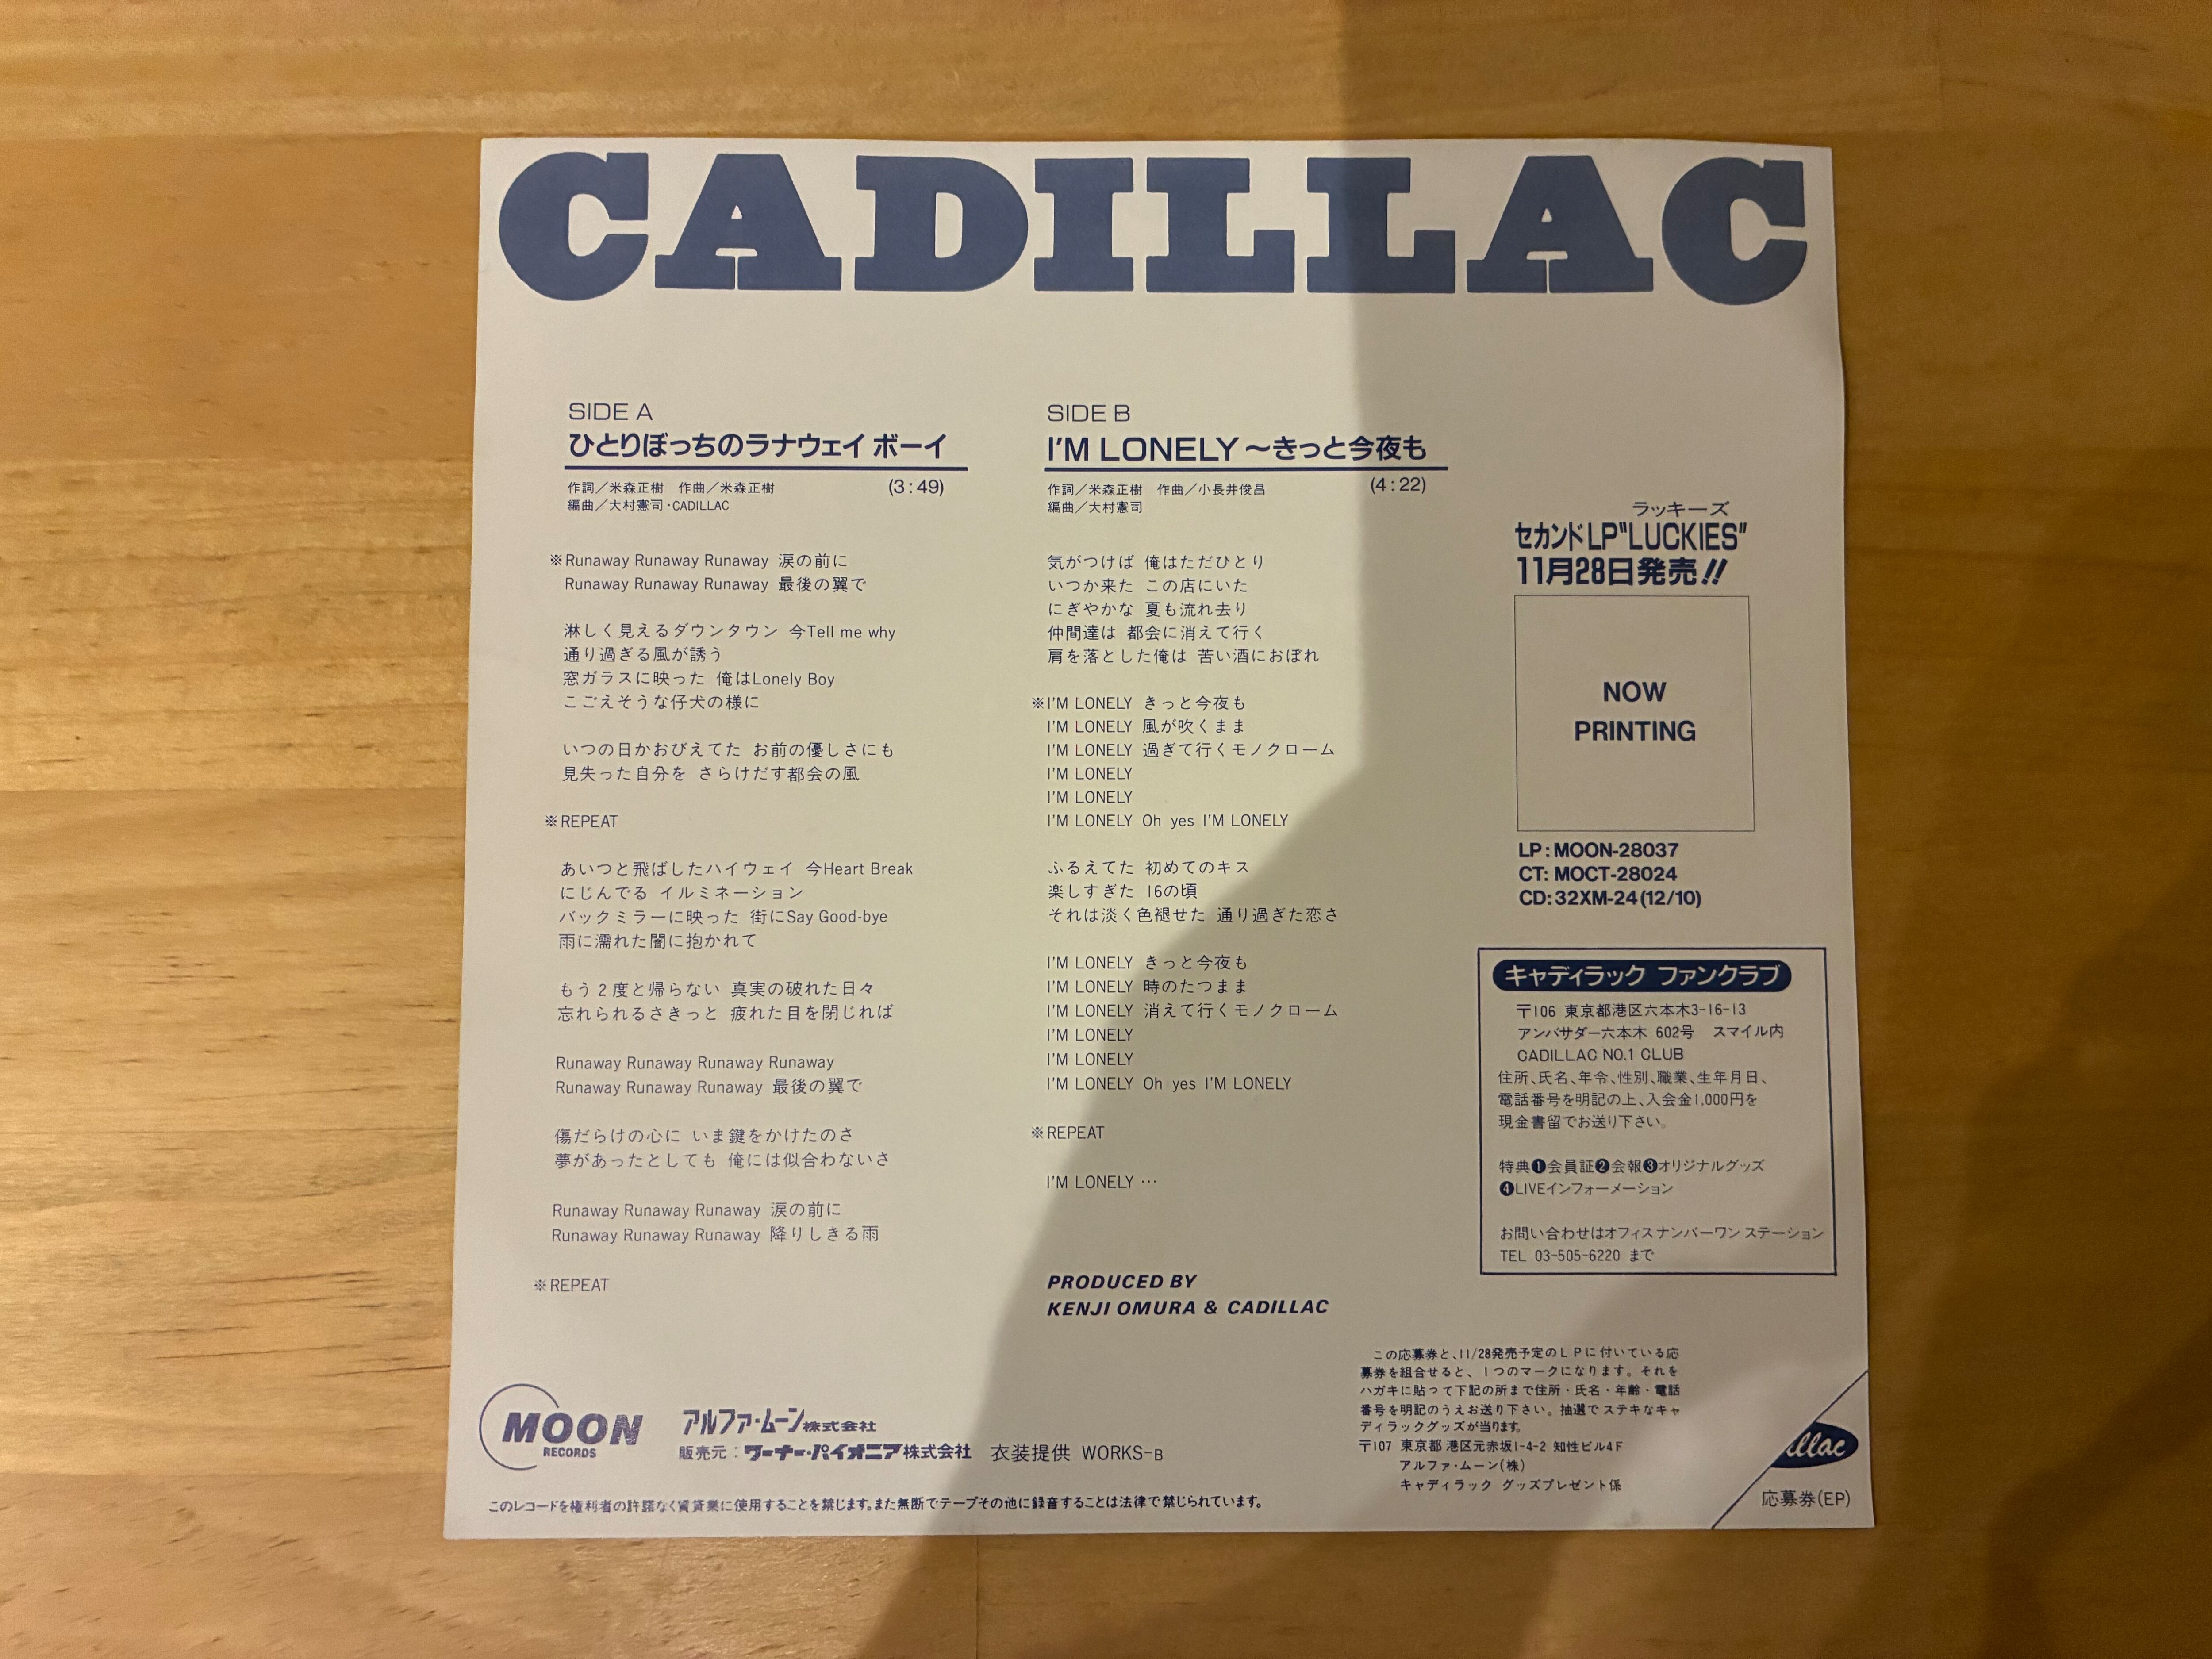 CADILLAC
SIDE A
ひとりぼっちのラナウェイ ボーイ
作詞／米森正樹　作曲／米森正樹　(3:49)
編曲／大村憲司・CADILLAC
※Runaway Runaway Runaway 涙の前に
Runaway Runaway Runaway 最後の翼で
淋しく見えるダウンタウン 今Tell me why
通り過ぎる風が誘う
窓ガラスに映った 俺はLonely Boy
こごえそうな仔犬の様に
いつの日かおびえてた お前の優しさにも
見失った自分を さらけだす都会の風
※REPEAT
あいつと飛ばしたハイウェイ 今Heart Break
にじんでる イルミネーション
バックミラーに映った 街にSay Good-bye
雨に濡れた闇に抱かれて
もう2度と帰らない 真実の破れた日々
忘れられるさきっと 疲れた目を閉じれば
Runaway Runaway Runaway Runaway
Runaway Runaway Runaway 最後の翼で
傷だらけの心に いま鍵をかけたのさ
夢があったとしても 俺には似合わないさ
Runaway Runaway Runaway 涙の前に
Runaway Runaway Runaway 降りしきる雨
※REPEAT
SIDE B
I'M LONELY～きっと今夜も
作詞／米森正樹　作曲／小長井俊昌　(4:22)
編曲／大村憲司
気がつけば 俺はただひとり
いつか来た この店にいた
にぎやかな 夏も流れ去り
仲間達は 都会に消えて行く
肩を落とした俺は 苦い酒におぼれ
※I'M LONELY きっと今夜も
I'M LONELY 風が吹くまま
I'M LONELY 過ぎて行くモノクローム
I'M LONELY
I'M LONELY
I'M LONELY Oh yes I'M LONELY
ふるえてた 初めてのキス
楽しすぎた 16の頃
それは淡く色褪せた 通り過ぎた恋さ
I'M LONELY きっと今夜も
I'M LONELY 時のたつまま
I'M LONELY 消えて行くモノクローム
I'M LONELY
I'M LONELY
I'M LONELY Oh yes I'M LONELY
※REPEAT
I'M LONELY …
PRODUCED BY
KENJI OMURA & CADILLAC
ラッキーズ
セカンドLP"LUCKIES"
11月28日発売!!
NOW
PRINTING
LP:MOON-28037
CT:MOCT-28024
CD:32XM-24(12/10)
キャディラック ファンクラブ
〒106 東京都港区六本木3-16-13
アンバサダー六本木 602号　スマイル内
CADILLAC NO.1 CLUB
住所、氏名、年令、性別、職業、生年月日、
電話番号を明記の上、入会金1,000円を
現金書留でお送り下さい。
特典❶会員証❷会報❸オリジナルグッズ
❹LIVEインフォーメーション
お問い合わせはオフィスナンバーワン ステーション
TEL 03-505-6220 まで
この応募券と、11/28発売予定のLPに付いている応
募券を組合せると、1つのマークになります。それを
ハガキに貼って下記の所まで住所・氏名・年齢・電話
番号を明記のうえお送り下さい。抽選でステキなキャ
ディラックグッズが当ります。
〒107 東京都 港区元赤坂1-4-2 知性ビル4F
アルファ・ムーン(株)
キャディラック グッズプレゼント係
illac
応募券(EP)
MOON
RECORDS
アルファ・ムーン株式会社
販売元：ワーナー・パイオニア株式会社　衣装提供 WORKS-B
このレコードを権利者の許諾なく賃貸業に使用することを禁じます。また無断でテープその他に録音することは法律で禁じられています。